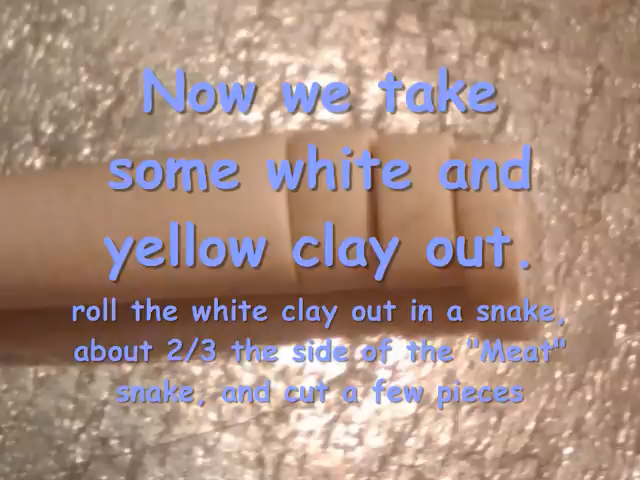 Now we take
some white and
yellow clay out.
roll the white clay out in a snake,
about 2/3 the side of the "Meat"
snake, and cut a few pieces